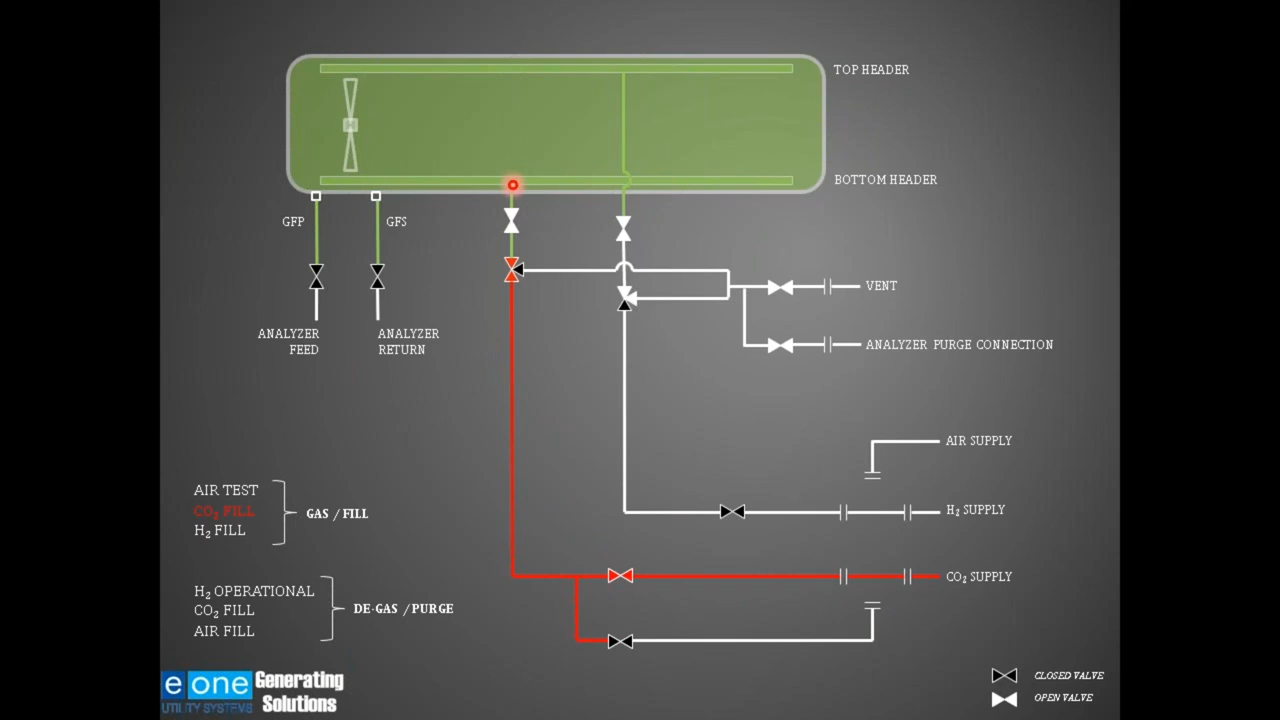 TOP HEADER
BOTTOM HEADER
GFP
GFS
VENT
ANALYZER FEED
ANALYZER RETURN
ANALYZER PURGE CONNECTION
AIR SUPPLY
H₂ SUPPLY
CO₂ SUPPLY
AIR TEST
CO₂ FILL
H₂ FILL
GAS / FILL
H₂ OPERATIONAL
CO₂ FILL
AIR FILL
DE-GAS / PURGE
e one
UTILITY SYSTEMS
Generating
Solutions
CLOSED VALVE
OPEN VALVE